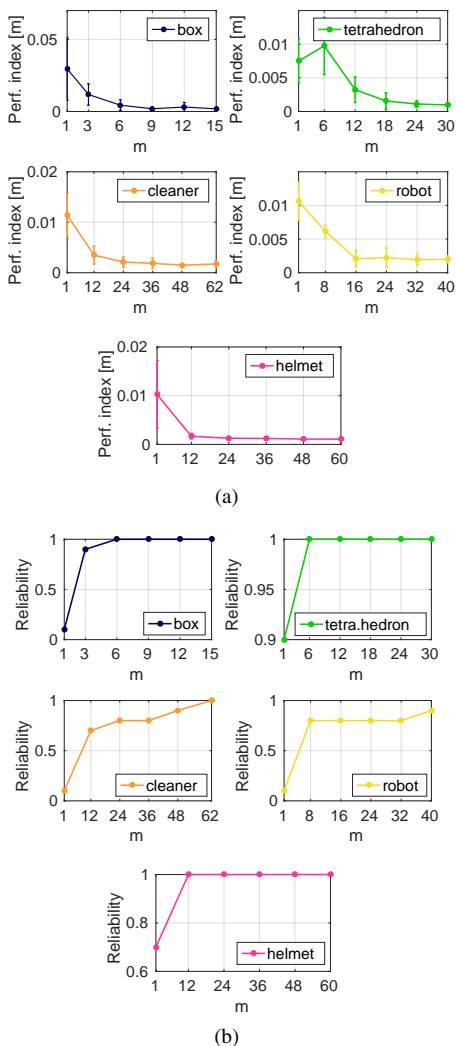 Perf. index [m]
0.05
0
box
1 3 6 9 12 15
m
Perf. index [m]
0.01
0.005
0
tetrahedron
1 6 12 18 24 30
m
Perf. index [m]
0.02
0.01
0
cleaner
1 12 24 36 48 62
m
Perf. index [m]
0.01
0.005
0
robot
1 8 16 24 32 40
m
Perf. index [m]
0.02
0.01
0
helmet
1 12 24 36 48 60
m
(a)
Reliability
1
0.5
0
box
1 3 6 9 12 15
m
Reliability
1
0.95
0.9
tetra.hedron
1 6 12 18 24 30
m
Reliability
1
0.5
0
cleaner
1 12 24 36 48 62
m
Reliability
1
0.5
0
robot
1 8 16 24 32 40
m
Reliability
1
0.8
0.6
helmet
1 12 24 36 48 60
m
(b)